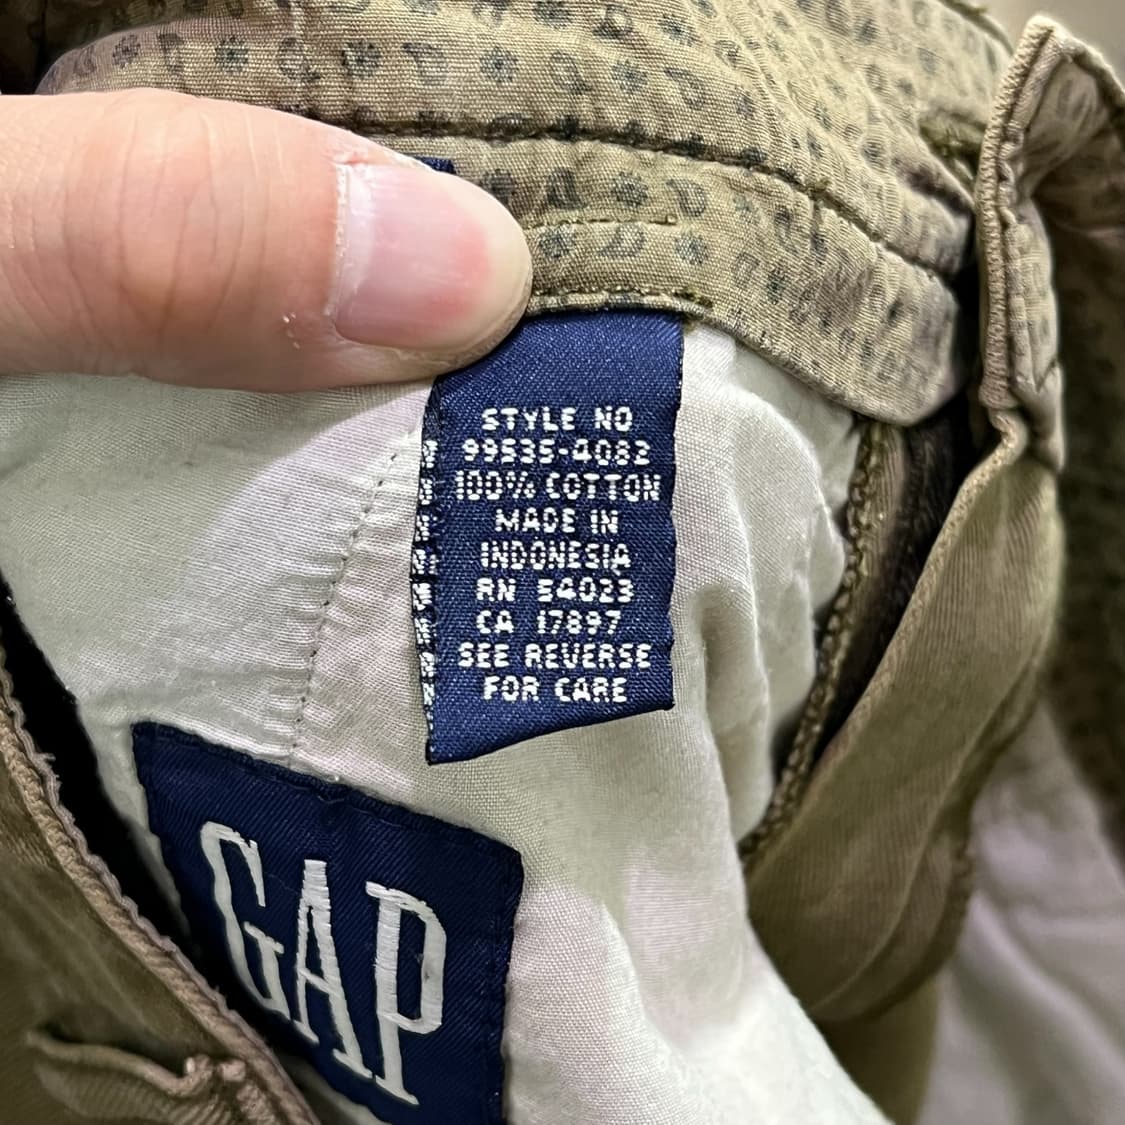 STYLE NO
99535-4082
100% COTTON
MADE IN
INDONESIA
RN 54023
CA 17897
SEE REVERSE
FOR CARE
GAP